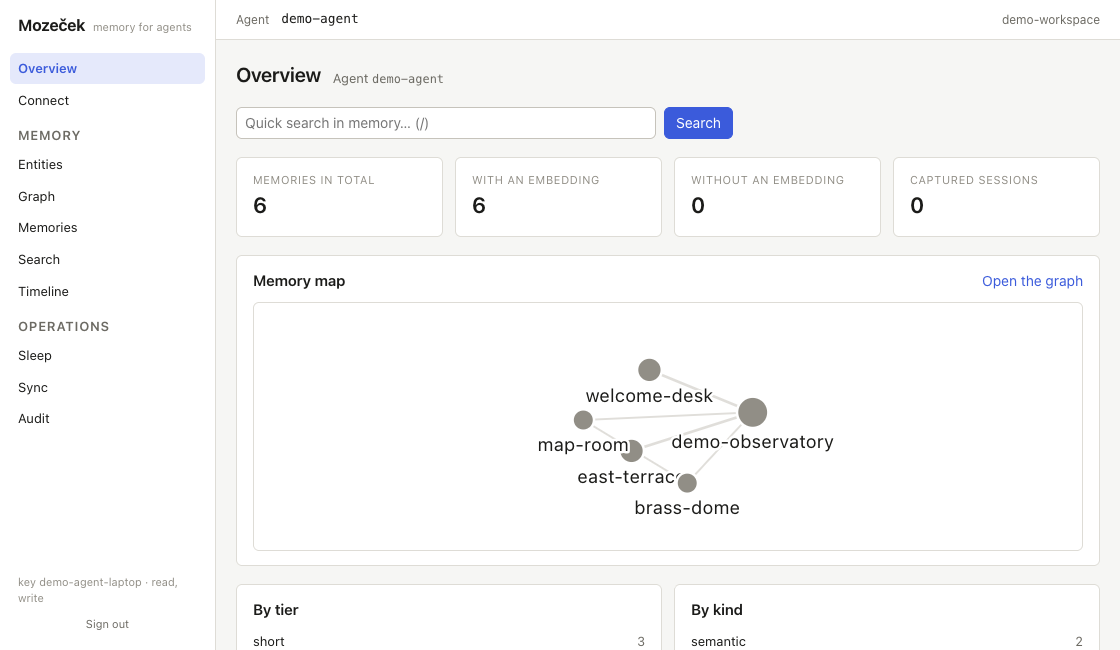 Mozeček memory for agents
Overview
Connect
MEMORY
Entities
Graph
Memories
Search
Timeline
OPERATIONS
Sleep
Sync
Audit
key demo-agent-laptop · read,
write
Sign out
Agent demo-agent
demo-workspace
Overview Agent demo-agent
Quick search in memory... (/)
Search
MEMORIES IN TOTAL
6
WITH AN EMBEDDING
6
WITHOUT AN EMBEDDING
0
CAPTURED SESSIONS
0
Memory map
Open the graph
welcome-desk
map-room
demo-observatory
east-terrace
brass-dome
By tier
short 3
By kind
semantic 2